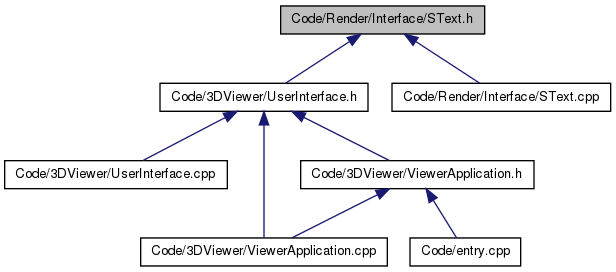 Code/Render/Interface/SText.h
Code/3DViewer/UserInterface.h
Code/Render/Interface/SText.cpp
Code/3DViewer/UserInterface.cpp
Code/3DViewer/ViewerApplication.h
Code/3DViewer/ViewerApplication.cpp
Code/entry.cpp